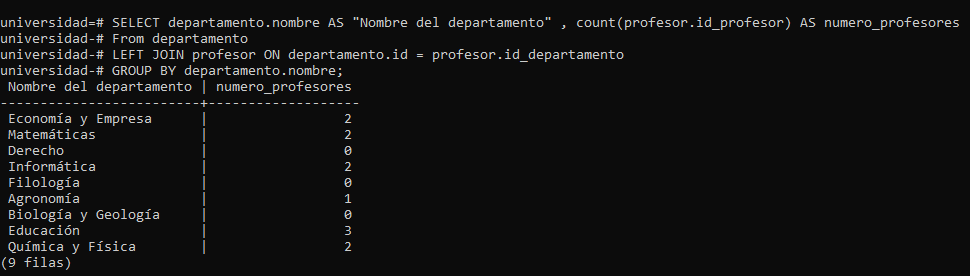 universidad=# SELECT departamento.nombre AS "Nombre del departamento" , count(profesor.id_profesor) AS numero_profesores
universidad-# From departamento
universidad-# LEFT JOIN profesor ON departamento.id = profesor.id_departamento
universidad-# GROUP BY departamento.nombre;
 Nombre del departamento | numero_profesores
-------------------------+-------------------
 Economía y Empresa      |                 2
 Matemáticas             |                 2
 Derecho                 |                 0
 Informática             |                 2
 Filología               |                 0
 Agronomía               |                 1
 Biología y Geología     |                 0
 Educación               |                 3
 Química y Física        |                 2
(9 filas)